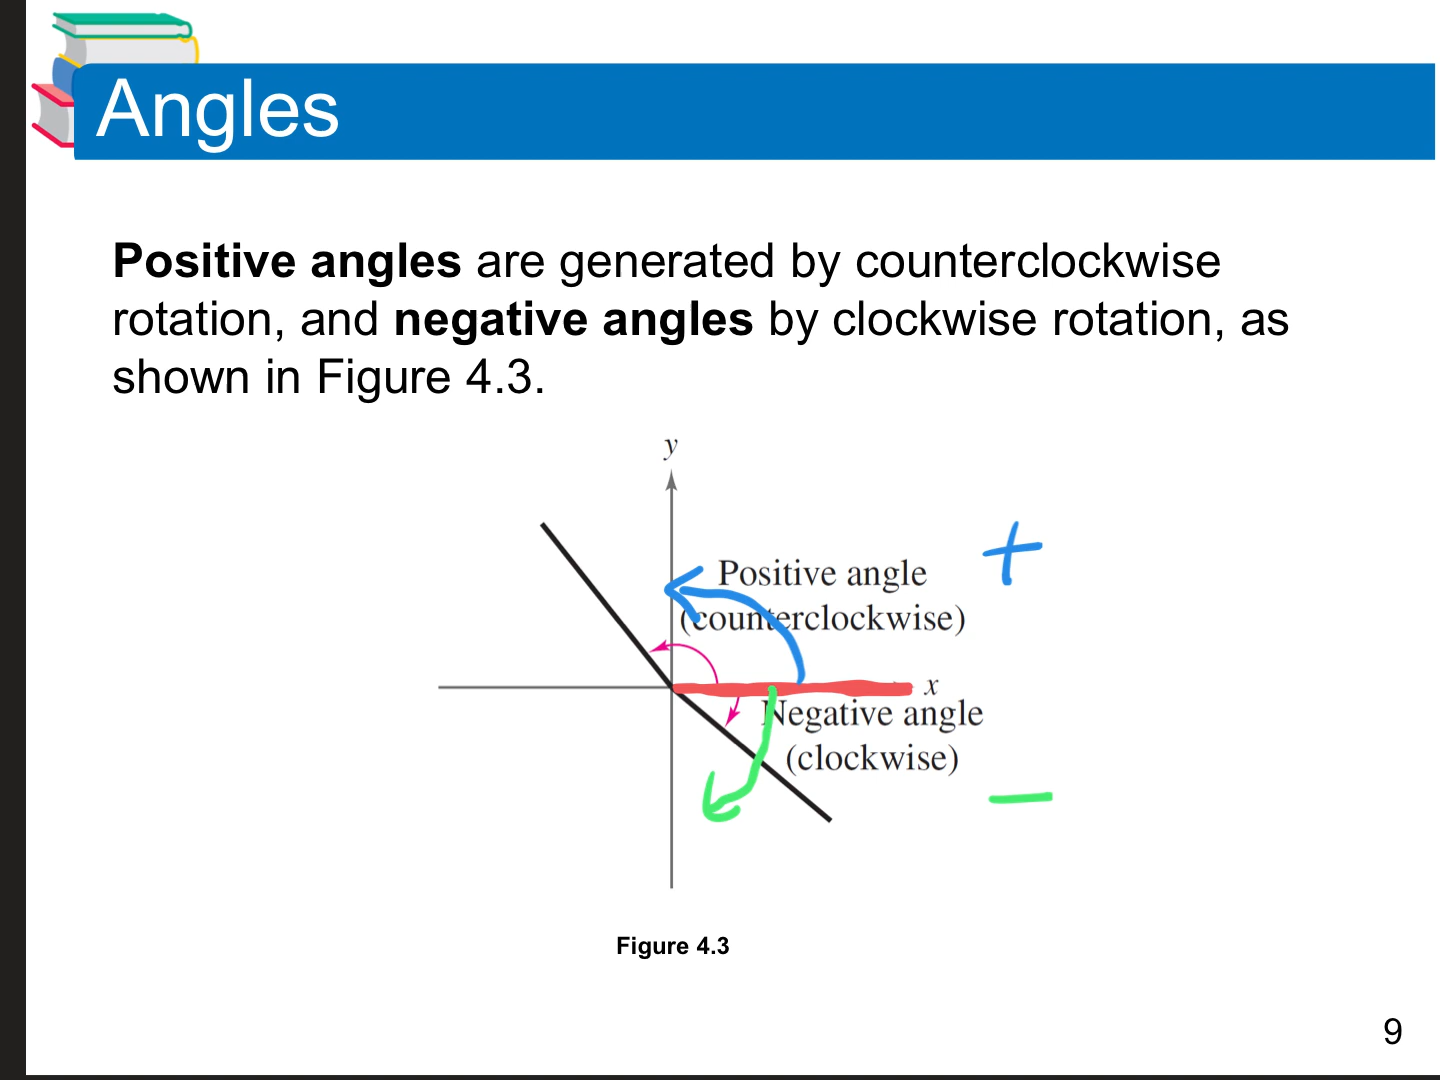 Angles
Positive angles are generated by counterclockwise
rotation, and negative angles by clockwise rotation, as
shown in Figure 4.3.
y
+
Positive angle
(counterclockwise)
x
Negative angle
(clockwise)
−
Figure 4.3
9